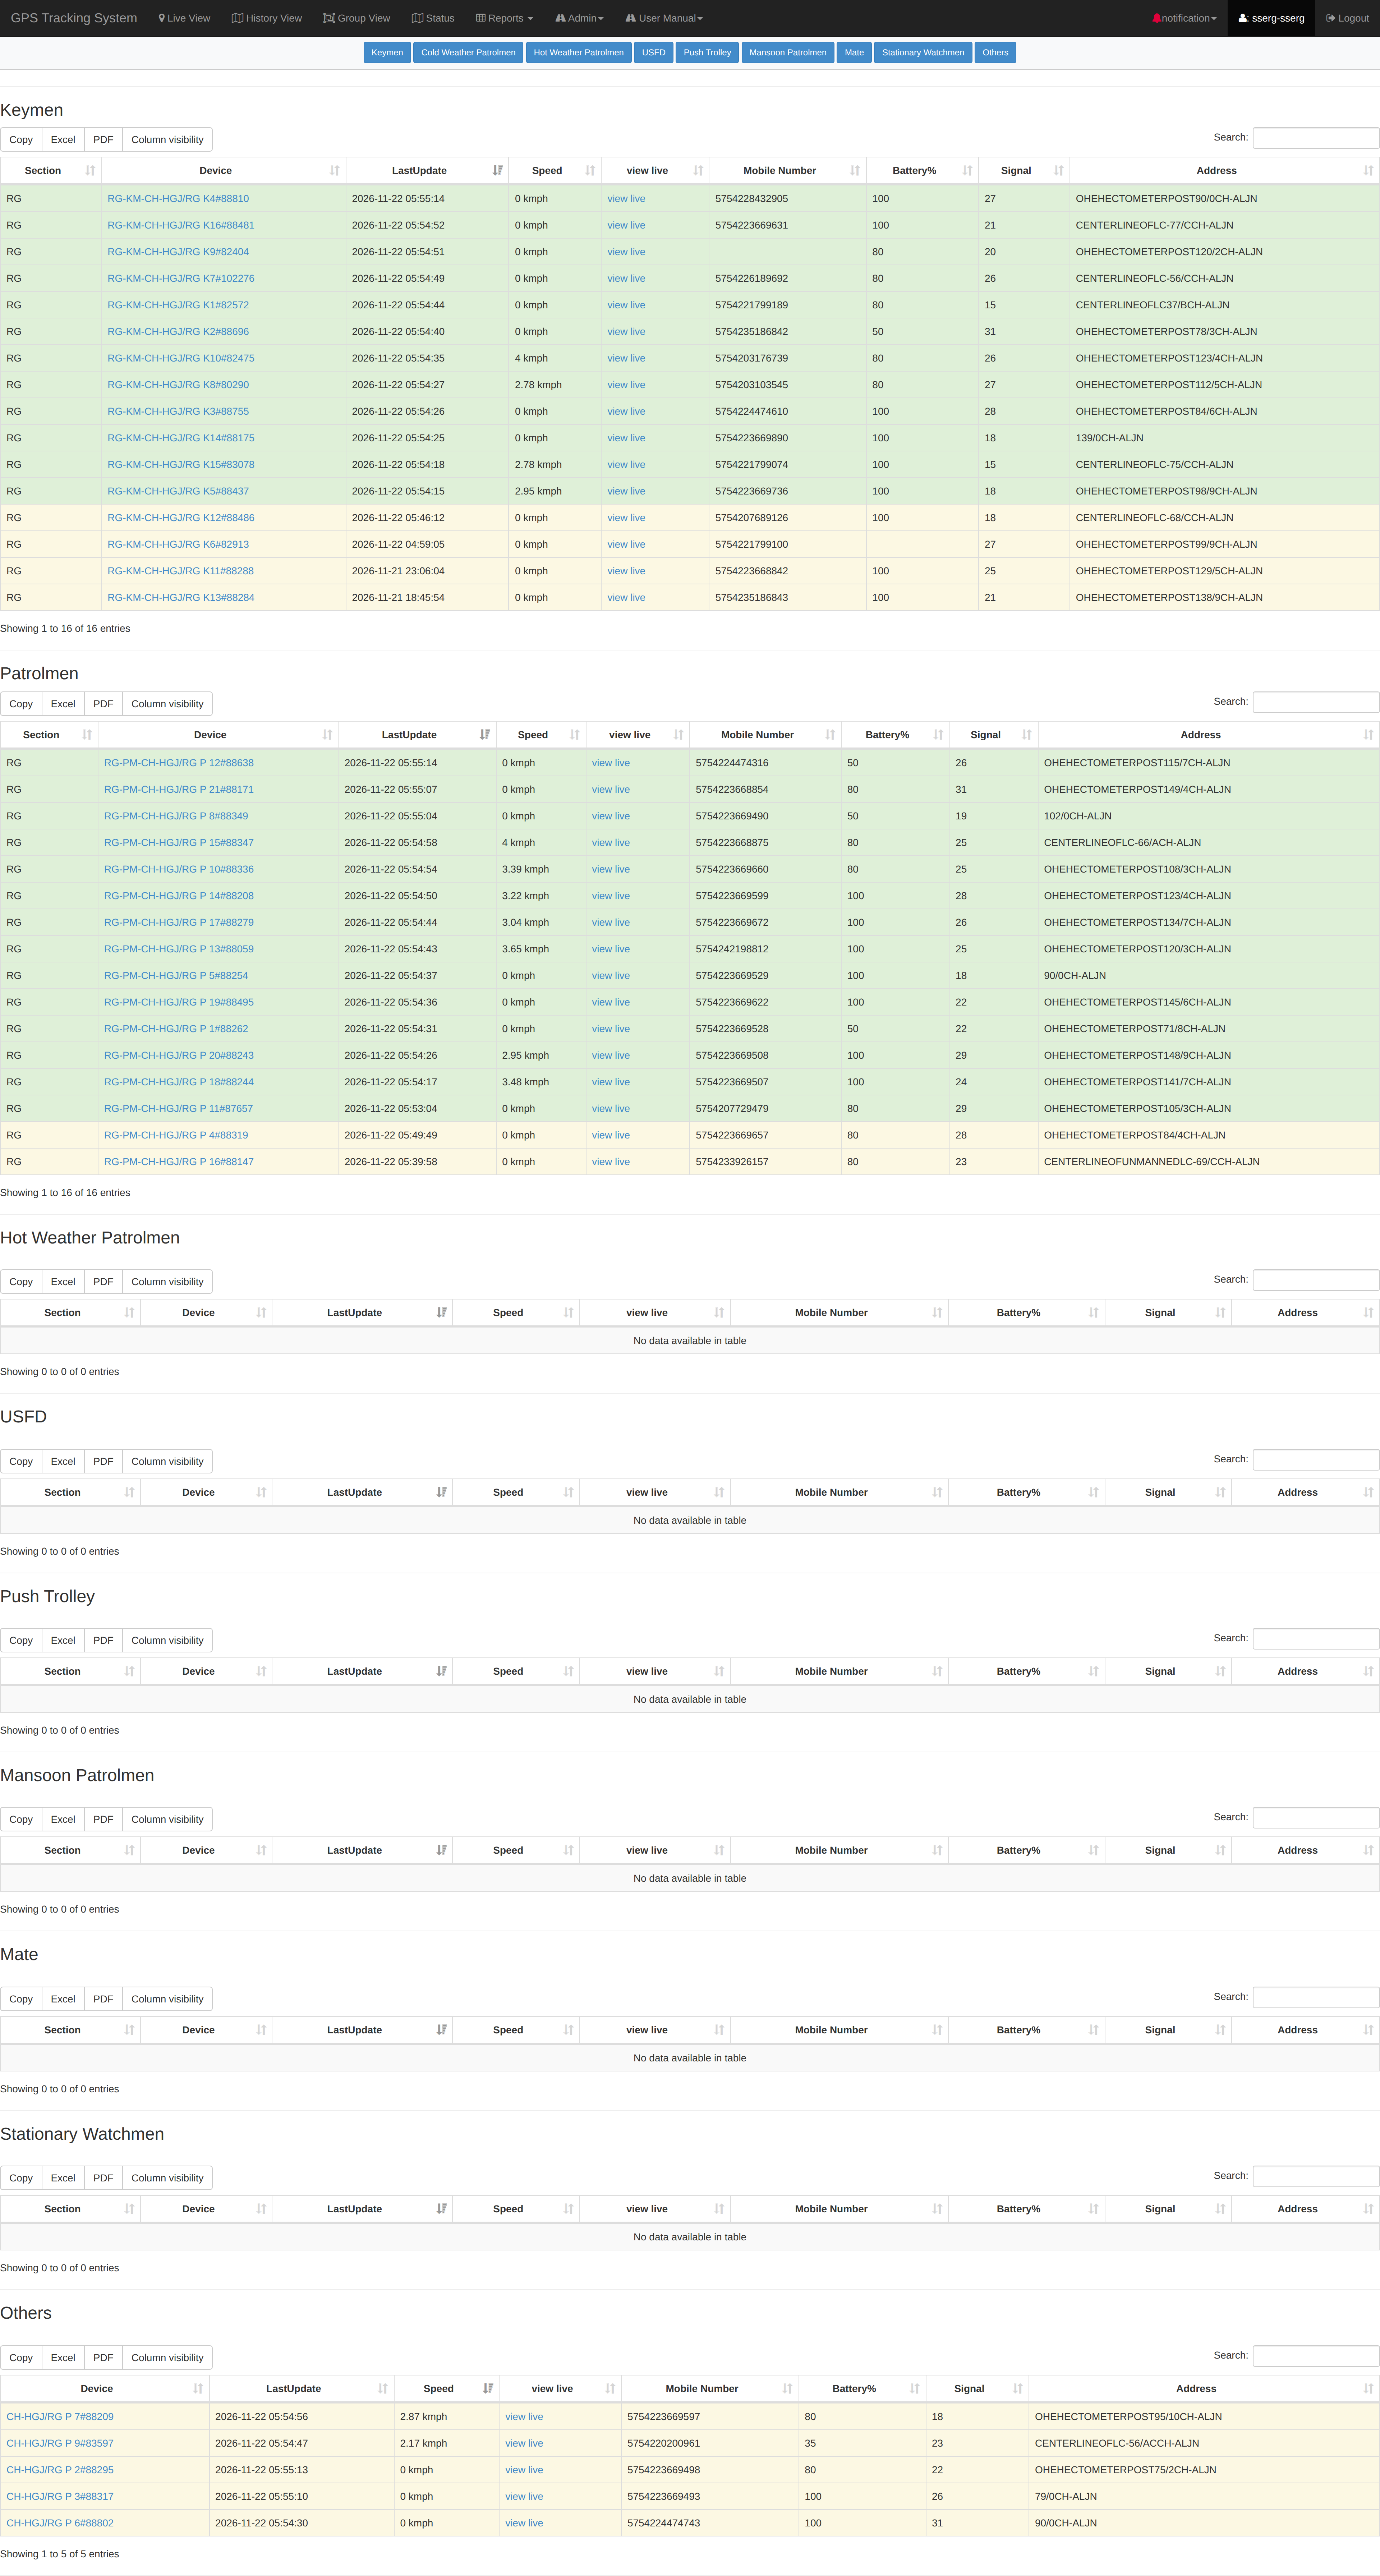 GPS Tracking System Live View History View Group View Status Reports Admin User Manual notification : sserg-sserg Logout
Keymen Cold Weather Patrolmen Hot Weather Patrolmen USFD Push Trolley Mansoon Patrolmen Mate Stationary Watchmen Others
Keymen
Copy Excel PDF Column visibility Search:
Section Device LastUpdate Speed view live Mobile Number Battery% Signal Address
RG RG-KM-CH-HGJ/RG K4#88810 2026-11-22 05:55:14 0 kmph view live 5754228432905 100 27 OHEHECTOMETERPOST90/0CH-ALJN
RG RG-KM-CH-HGJ/RG K16#88481 2026-11-22 05:54:52 0 kmph view live 5754223669631 100 21 CENTERLINEOFLC-77/CCH-ALJN
RG RG-KM-CH-HGJ/RG K9#82404 2026-11-22 05:54:51 0 kmph view live 80 20 OHEHECTOMETERPOST120/2CH-ALJN
RG RG-KM-CH-HGJ/RG K7#102276 2026-11-22 05:54:49 0 kmph view live 5754226189692 80 26 CENTERLINEOFLC-56/CCH-ALJN
RG RG-KM-CH-HGJ/RG K1#82572 2026-11-22 05:54:44 0 kmph view live 5754221799189 80 15 CENTERLINEOFLC37/BCH-ALJN
RG RG-KM-CH-HGJ/RG K2#88696 2026-11-22 05:54:40 0 kmph view live 5754235186842 50 31 OHEHECTOMETERPOST78/3CH-ALJN
RG RG-KM-CH-HGJ/RG K10#82475 2026-11-22 05:54:35 4 kmph view live 5754203176739 80 26 OHEHECTOMETERPOST123/4CH-ALJN
RG RG-KM-CH-HGJ/RG K8#80290 2026-11-22 05:54:27 2.78 kmph view live 5754203103545 80 27 OHEHECTOMETERPOST112/5CH-ALJN
RG RG-KM-CH-HGJ/RG K3#88755 2026-11-22 05:54:26 0 kmph view live 5754224474610 100 28 OHEHECTOMETERPOST84/6CH-ALJN
RG RG-KM-CH-HGJ/RG K14#88175 2026-11-22 05:54:25 0 kmph view live 5754223669890 100 18 139/0CH-ALJN
RG RG-KM-CH-HGJ/RG K15#83078 2026-11-22 05:54:18 2.78 kmph view live 5754221799074 100 15 CENTERLINEOFLC-75/CCH-ALJN
RG RG-KM-CH-HGJ/RG K5#88437 2026-11-22 05:54:15 2.95 kmph view live 5754223669736 100 18 OHEHECTOMETERPOST98/9CH-ALJN
RG RG-KM-CH-HGJ/RG K12#88486 2026-11-22 05:46:12 0 kmph view live 5754207689126 100 18 CENTERLINEOFLC-68/CCH-ALJN
RG RG-KM-CH-HGJ/RG K6#82913 2026-11-22 04:59:05 0 kmph view live 5754221799100 27 OHEHECTOMETERPOST99/9CH-ALJN
RG RG-KM-CH-HGJ/RG K11#88288 2026-11-21 23:06:04 0 kmph view live 5754223668842 100 25 OHEHECTOMETERPOST129/5CH-ALJN
RG RG-KM-CH-HGJ/RG K13#88284 2026-11-21 18:45:54 0 kmph view live 5754235186843 100 21 OHEHECTOMETERPOST138/9CH-ALJN
Showing 1 to 16 of 16 entries
Patrolmen
Copy Excel PDF Column visibility Search:
Section Device LastUpdate Speed view live Mobile Number Battery% Signal Address
RG RG-PM-CH-HGJ/RG P 12#88638 2026-11-22 05:55:14 0 kmph view live 5754224474316 50 26 OHEHECTOMETERPOST115/7CH-ALJN
RG RG-PM-CH-HGJ/RG P 21#88171 2026-11-22 05:55:07 0 kmph view live 5754223668854 80 31 OHEHECTOMETERPOST149/4CH-ALJN
RG RG-PM-CH-HGJ/RG P 8#88349 2026-11-22 05:55:04 0 kmph view live 5754223669490 50 19 102/0CH-ALJN
RG RG-PM-CH-HGJ/RG P 15#88347 2026-11-22 05:54:58 4 kmph view live 5754223668875 80 25 CENTERLINEOFLC-66/ACH-ALJN
RG RG-PM-CH-HGJ/RG P 10#88336 2026-11-22 05:54:54 3.39 kmph view live 5754223669660 80 25 OHEHECTOMETERPOST108/3CH-ALJN
RG RG-PM-CH-HGJ/RG P 14#88208 2026-11-22 05:54:50 3.22 kmph view live 5754223669599 100 28 OHEHECTOMETERPOST123/4CH-ALJN
RG RG-PM-CH-HGJ/RG P 17#88279 2026-11-22 05:54:44 3.04 kmph view live 5754223669672 100 26 OHEHECTOMETERPOST134/7CH-ALJN
RG RG-PM-CH-HGJ/RG P 13#88059 2026-11-22 05:54:43 3.65 kmph view live 5754242198812 100 25 OHEHECTOMETERPOST120/3CH-ALJN
RG RG-PM-CH-HGJ/RG P 5#88254 2026-11-22 05:54:37 0 kmph view live 5754223669529 100 18 90/0CH-ALJN
RG RG-PM-CH-HGJ/RG P 19#88495 2026-11-22 05:54:36 0 kmph view live 5754223669622 100 22 OHEHECTOMETERPOST145/6CH-ALJN
RG RG-PM-CH-HGJ/RG P 1#88262 2026-11-22 05:54:31 0 kmph view live 5754223669528 50 22 OHEHECTOMETERPOST71/8CH-ALJN
RG RG-PM-CH-HGJ/RG P 20#88243 2026-11-22 05:54:26 2.95 kmph view live 5754223669508 100 29 OHEHECTOMETERPOST148/9CH-ALJN
RG RG-PM-CH-HGJ/RG P 18#88244 2026-11-22 05:54:17 3.48 kmph view live 5754223669507 100 24 OHEHECTOMETERPOST141/7CH-ALJN
RG RG-PM-CH-HGJ/RG P 11#87657 2026-11-22 05:53:04 0 kmph view live 5754207729479 80 29 OHEHECTOMETERPOST105/3CH-ALJN
RG RG-PM-CH-HGJ/RG P 4#88319 2026-11-22 05:49:49 0 kmph view live 5754223669657 80 28 OHEHECTOMETERPOST84/4CH-ALJN
RG RG-PM-CH-HGJ/RG P 16#88147 2026-11-22 05:39:58 0 kmph view live 5754233926157 80 23 CENTERLINEOFUNMANNEDLC-69/CCH-ALJN
Showing 1 to 16 of 16 entries
Hot Weather Patrolmen
Copy Excel PDF Column visibility Search:
Section Device LastUpdate Speed view live Mobile Number Battery% Signal Address
No data available in table
Showing 0 to 0 of 0 entries
USFD
Copy Excel PDF Column visibility Search:
Section Device LastUpdate Speed view live Mobile Number Battery% Signal Address
No data available in table
Showing 0 to 0 of 0 entries
Push Trolley
Copy Excel PDF Column visibility Search:
Section Device LastUpdate Speed view live Mobile Number Battery% Signal Address
No data available in table
Showing 0 to 0 of 0 entries
Mansoon Patrolmen
Copy Excel PDF Column visibility Search:
Section Device LastUpdate Speed view live Mobile Number Battery% Signal Address
No data available in table
Showing 0 to 0 of 0 entries
Mate
Copy Excel PDF Column visibility Search:
Section Device LastUpdate Speed view live Mobile Number Battery% Signal Address
No data available in table
Showing 0 to 0 of 0 entries
Stationary Watchmen
Copy Excel PDF Column visibility Search:
Section Device LastUpdate Speed view live Mobile Number Battery% Signal Address
No data available in table
Showing 0 to 0 of 0 entries
Others
Copy Excel PDF Column visibility Search:
Device LastUpdate Speed view live Mobile Number Battery% Signal Address
CH-HGJ/RG P 7#88209 2026-11-22 05:54:56 2.87 kmph view live 5754223669597 80 18 OHEHECTOMETERPOST95/10CH-ALJN
CH-HGJ/RG P 9#83597 2026-11-22 05:54:47 2.17 kmph view live 5754220200961 35 23 CENTERLINEOFLC-56/ACCH-ALJN
CH-HGJ/RG P 2#88295 2026-11-22 05:55:13 0 kmph view live 5754223669498 80 22 OHEHECTOMETERPOST75/2CH-ALJN
CH-HGJ/RG P 3#88317 2026-11-22 05:55:10 0 kmph view live 5754223669493 100 26 79/0CH-ALJN
CH-HGJ/RG P 6#88802 2026-11-22 05:54:30 0 kmph view live 5754224474743 100 31 90/0CH-ALJN
Showing 1 to 5 of 5 entries